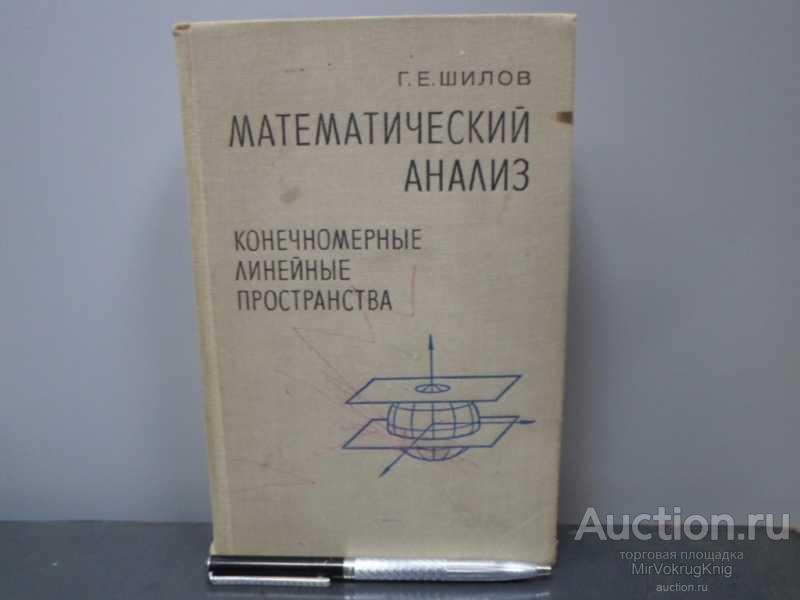 Г.Е.ШИЛОВ
МАТЕМАТИЧЕСКИЙ
АНАЛИЗ
КОНЕЧНОМЕРНЫЕ
ЛИНЕЙНЫЕ
ПРОСТРАНСТВА
Auction.ru
торговая площадка
MirVokrugKnig
auction.ru